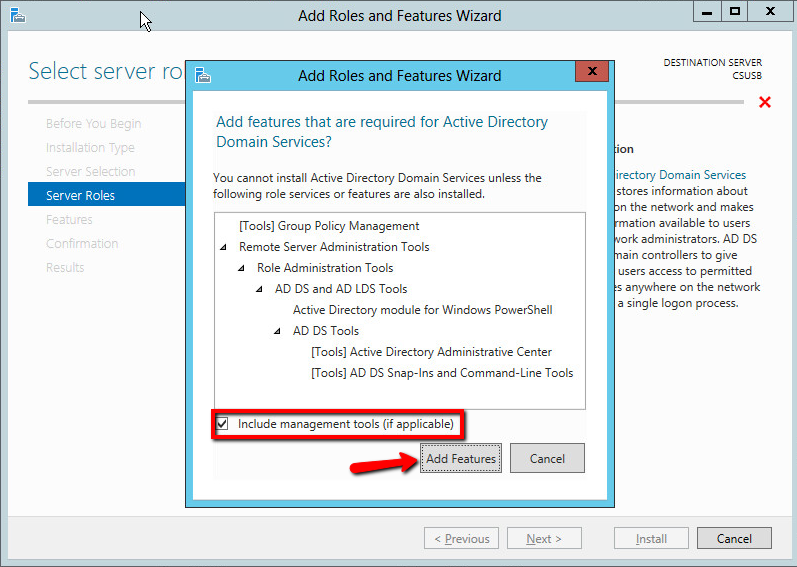 Add Roles and Features Wizard
Select server ro
DESTINATION SERVER
CSUSB
Before You Begin
Installation Type
Server Selection
Server Roles
Features
Confirmation
Results
Add Roles and Features Wizard
Add features that are required for Active Directory
Domain Services?
You cannot install Active Directory Domain Services unless the
following role services or features are also installed.
[Tools] Group Policy Management
Remote Server Administration Tools
Role Administration Tools
AD DS and AD LDS Tools
Active Directory module for Windows PowerShell
AD DS Tools
[Tools] Active Directory Administrative Center
[Tools] AD DS Snap-Ins and Command-Line Tools
Include management tools (if applicable)
Add Features
Cancel
tion
irectory Domain Services
stores information about
on the network and makes
rmation available to users
work administrators. AD DS
main controllers to give
users access to permitted
es anywhere on the network
a single logon process.
< Previous
Next >
Install
Cancel